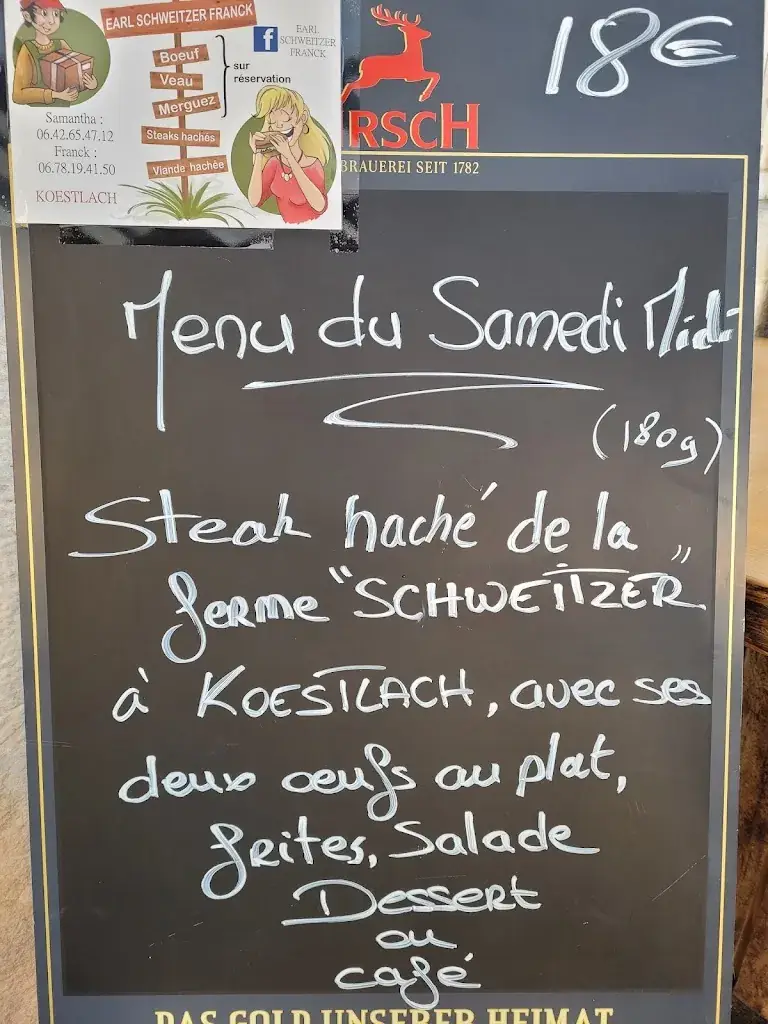 EARL SCHWEITZER FRANCK
EARL
SCHWEITZER
FRANCK
Boeuf
Veau
Merguez
sur
réservation
Steaks hachés
Viande hachée
Samantha :
06.42.65.47.12
Franck :
06.78.19.41.50
KOESTLACH
RSCH
BRAUEREI SEIT 1782
18€
Menu du Samedi Midi
(180g)
Steak haché de la
ferme "SCHWEITZER"
à KOESTLACH, avec ses
deux oeufs au plat,
frites, Salade
Dessert
ou
café
DAS GOLD UNSERER HEIMAT